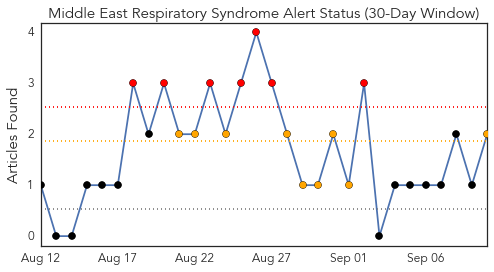 Middle East Respiratory Syndrome Alert Status (30-Day Window)
Articles Found
4
3
2
1
0
Aug 12 Aug 17 Aug 22 Aug 27 Sep 01 Sep 06